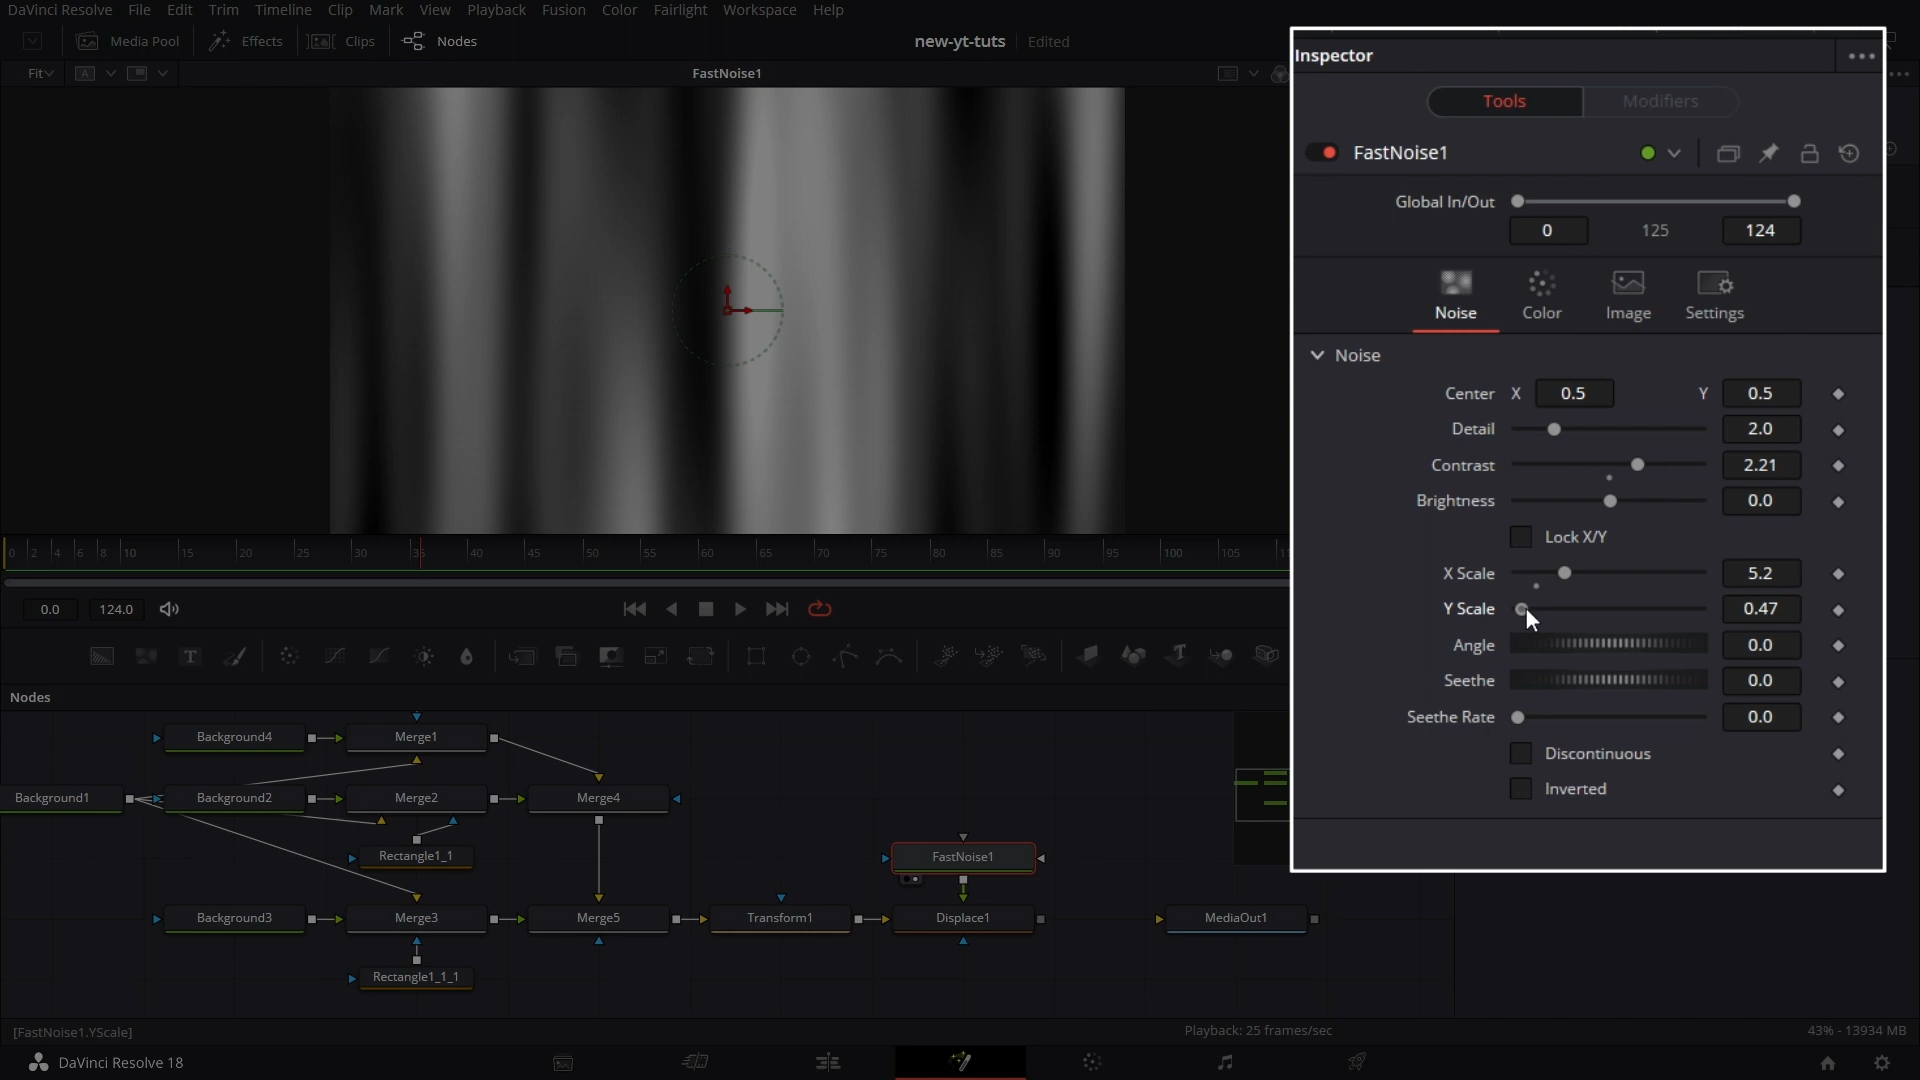 DaVinci Resolve File Edit Trim Timeline Clip Mark View Playback Fusion Color Fairlight Workspace Help
Media Pool Effects Clips Nodes new-yt-tuts Edited
Fit A FastNoise1
Inspector
Tools Modifiers
FastNoise1
Global In/Out
0 125 124
Noise Color Image Settings
Noise
Center X 0.5 Y 0.5
Detail 2.0
Contrast 2.21
Brightness 0.0
Lock X/Y
X Scale 5.2
Y Scale 0.47
Angle 0.0
Seethe 0.0
Seethe Rate 0.0
Discontinuous
Inverted
0 2 4 6 8 10 15 20 25 30 35 40 45 50 55 60 65 70 75 80 85 90 95 100 105
0.0 124.0
T
Nodes
Background4 Merge1
Background1 Background2 Merge2 Merge4
Rectangle1_1 FastNoise1
Background3 Merge3 Merge5 Transform1 Displace1 MediaOut1
Rectangle1_1_1
[FastNoise1.YScale] Playback: 25 frames/sec 43% - 13934 MB
DaVinci Resolve 18